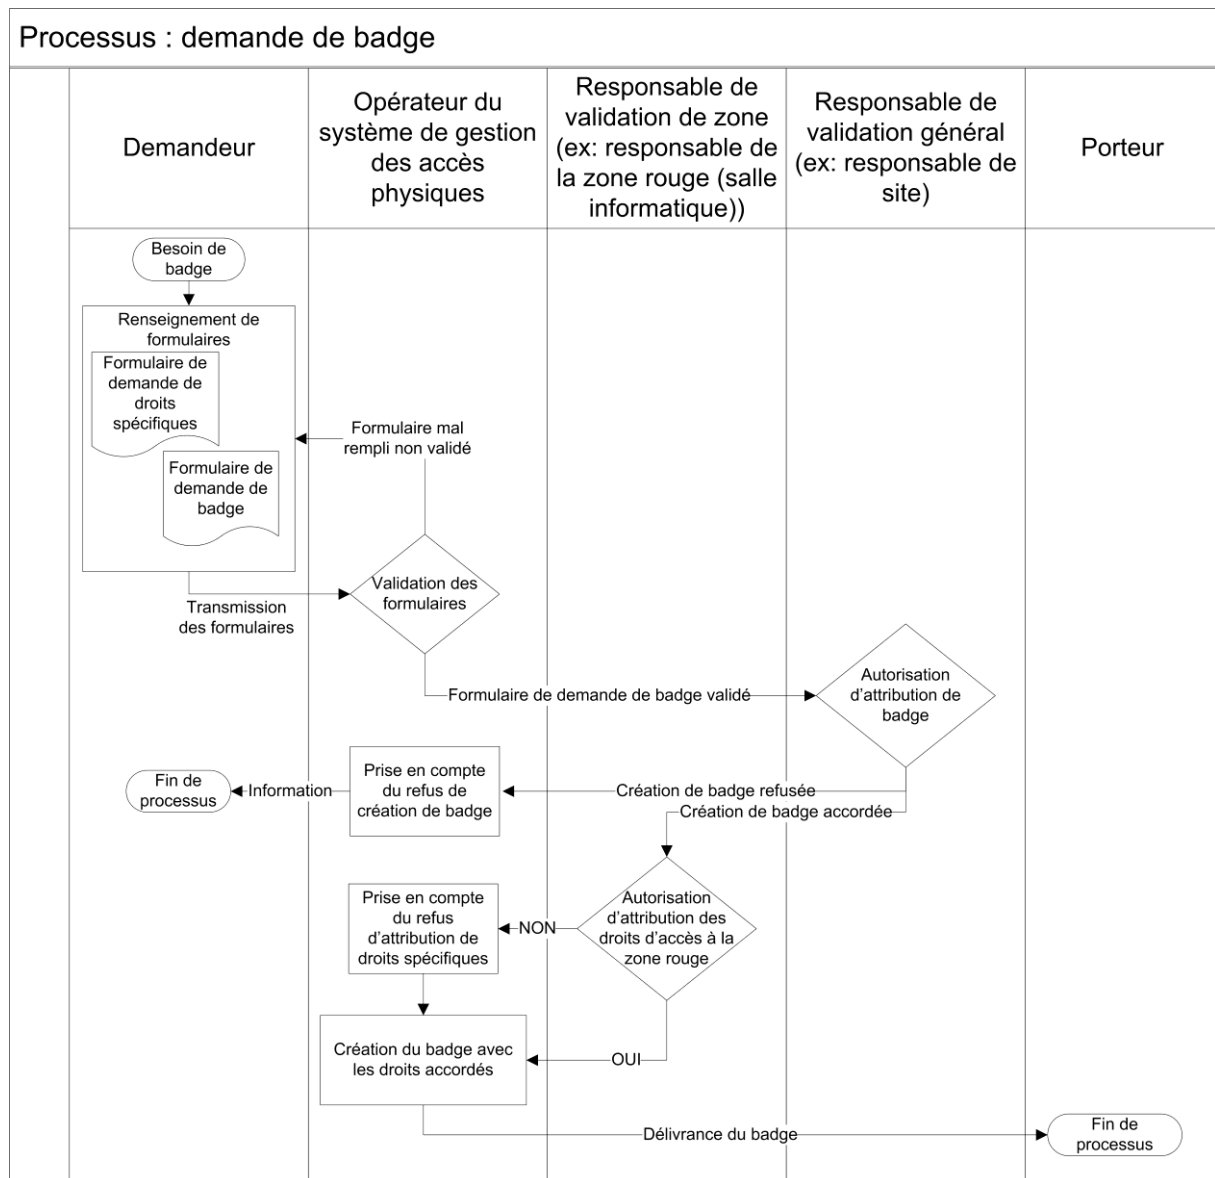 Processus : demande de badge
Demandeur
Opérateur du
système de gestion
des accès
physiques
Responsable de
validation de zone
(ex: responsable de
la zone rouge (salle
informatique))
Responsable de
validation général
(ex: responsable de
site)
Porteur
Besoin de
badge
Renseignement de
formulaires
Formulaire de
demande de
droits
spécifiques
Formulaire de
demande de
badge
Formulaire mal
rempli non validé
Validation des
formulaires
Transmission
des formulaires
Formulaire de demande de badge validé
Autorisation
d'attribution de
badge
Création de badge refusée
Création de badge accordée
Prise en compte
du refus de
création de badge
Information
Fin de
processus
Autorisation
d'attribution des
droits d'accès à la
zone rouge
NON
Prise en compte
du refus
d'attribution de
droits spécifiques
OUI
Création du badge avec
les droits accordés
Délivrance du badge
Fin de
processus